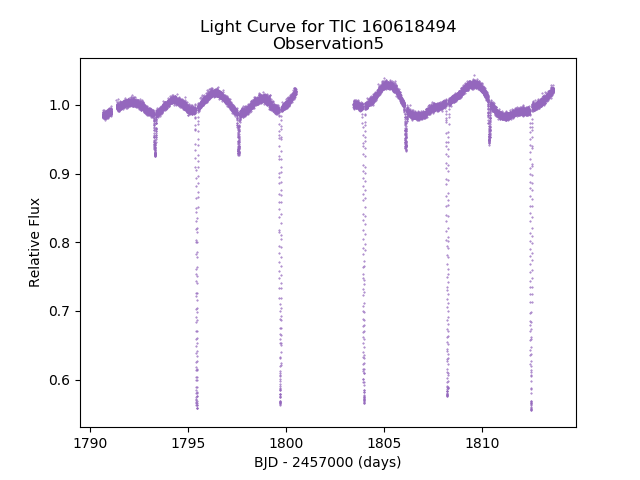 Light Curve for TIC 160618494
Observation5
1.0
0.9
0.8
0.7
0.6
Relative Flux
1790
1795
1800
1805
1810
BJD - 2457000 (days)